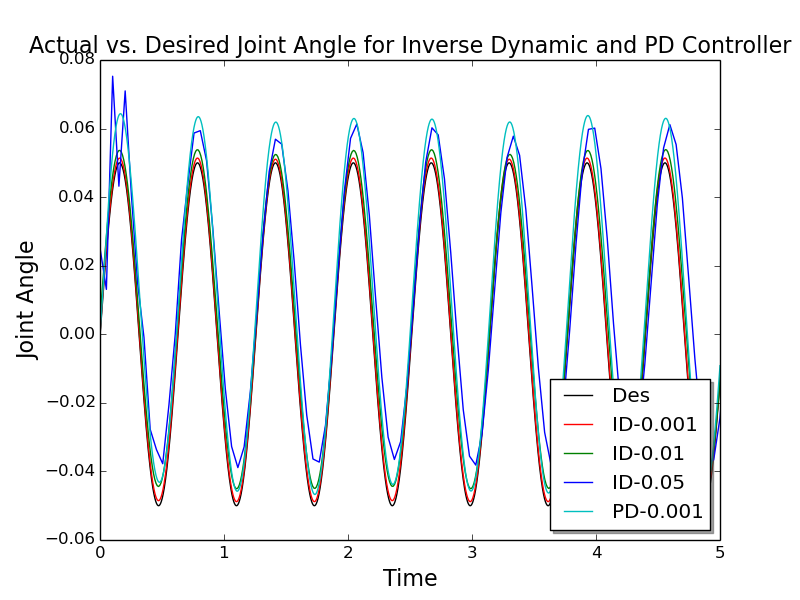 Actual vs. Desired Joint Angle for Inverse Dynamic and PD Controller
0.08
0.06
0.04
0.02
0.00
−0.02
−0.04
−0.06
Joint Angle
0 1 2 3 4 5
Time
Des
ID-0.001
ID-0.01
ID-0.05
PD-0.001